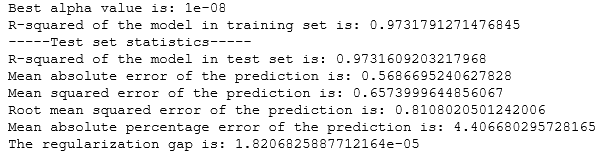 Best alpha value is: 1e-08
R-squared of the model in training set is: 0.9731791271476845
-----Test set statistics-----
R-squared of the model in test set is: 0.9731609203217968
Mean absolute error of the prediction is: 0.5686695240627828
Mean squared error of the prediction is: 0.6573999644856067
Root mean squared error of the prediction is: 0.8108020501242006
Mean absolute percentage error of the prediction is: 4.406680295728165
The regularization gap is: 1.8206825887712164e-05